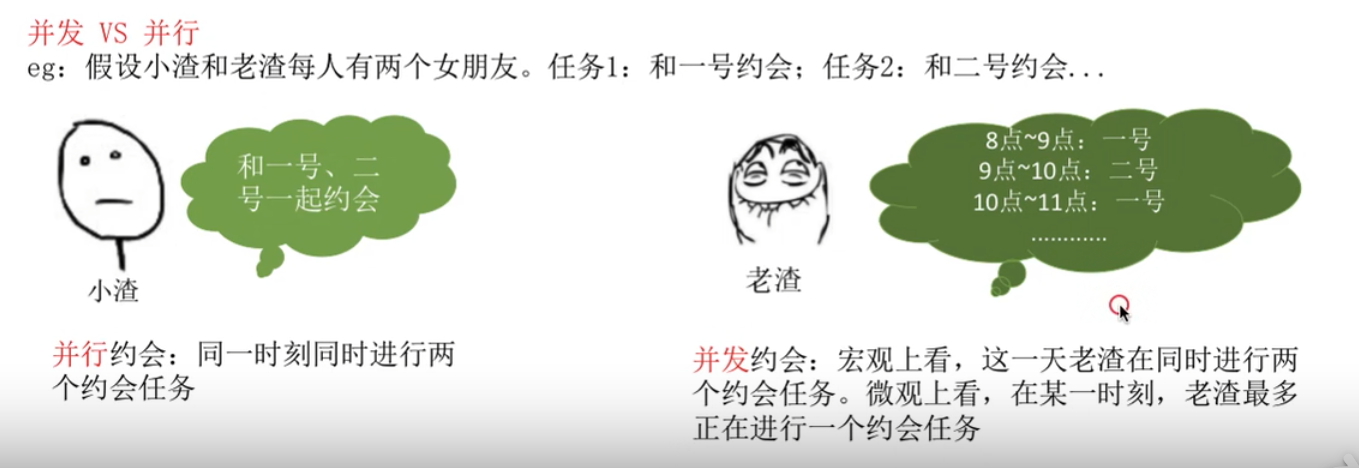 并发 VS 并行
eg：假设小渣和老渣每人有两个女朋友。任务1：和一号约会；任务2：和二号约会...
和一号、二
号一起约会
小渣
并行约会：同一时刻同时进行两
个约会任务
8点~9点：一号
9点~10点：二号
10点~11点：一号
............
老渣
并发约会：宏观上看，这一天老渣在同时进行两
个约会任务。微观上看，在某一时刻，老渣最多
正在进行一个约会任务